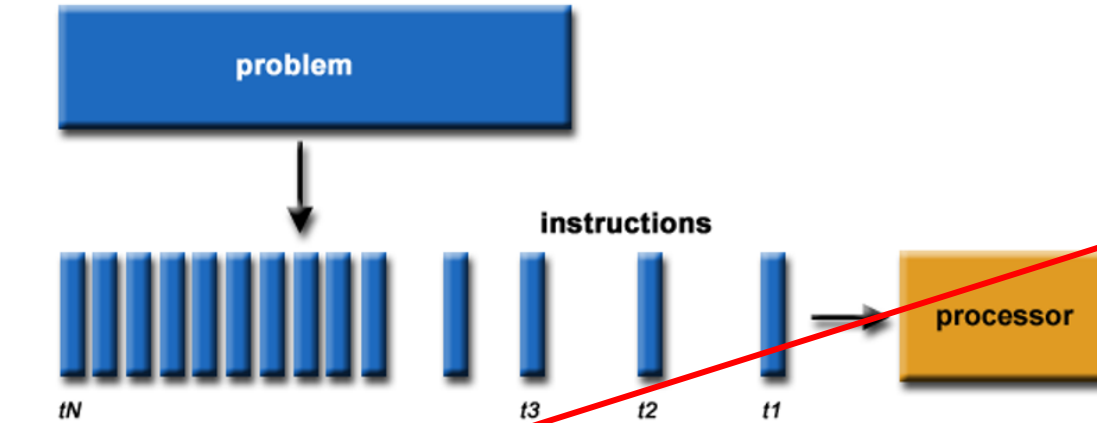 problem
instructions
processor
tN
t3
t2
t1